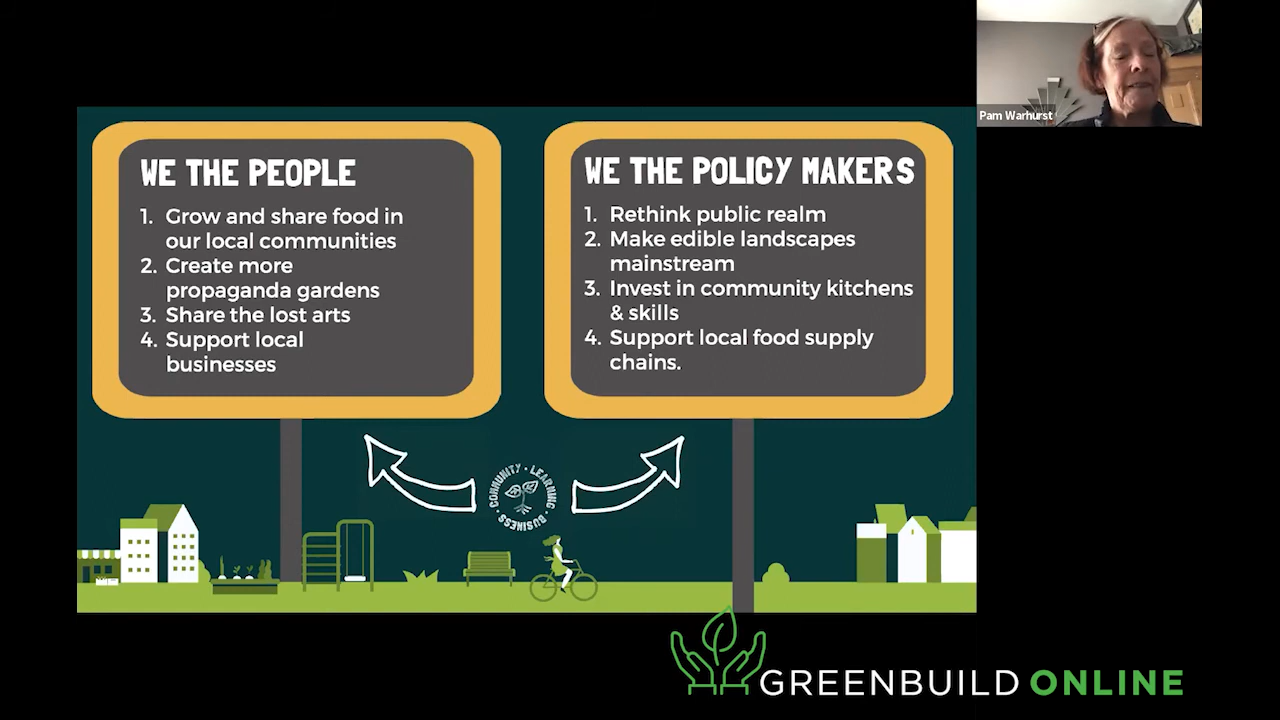 Pam Warhurst
WE THE PEOPLE
1. Grow and share food in
our local communities
2. Create more
propaganda gardens
3. Share the lost arts
4. Support local
businesses
WE THE POLICY MAKERS
1. Rethink public realm
2. Make edible landscapes
mainstream
3. Invest in community kitchens
& skills
4. Support local food supply
chains.
COMMUNITY · LEARNING · BUSINESS ·
GREENBUILD ONLINE